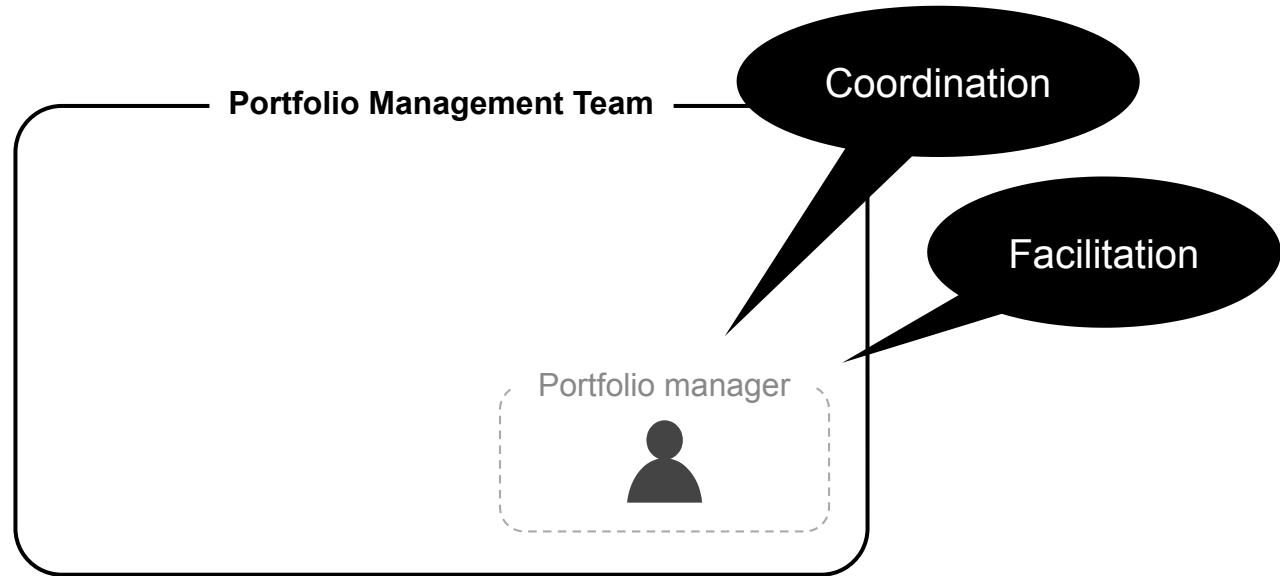 Coordination
Portfolio Management Team
Facilitation
Portfolio manager